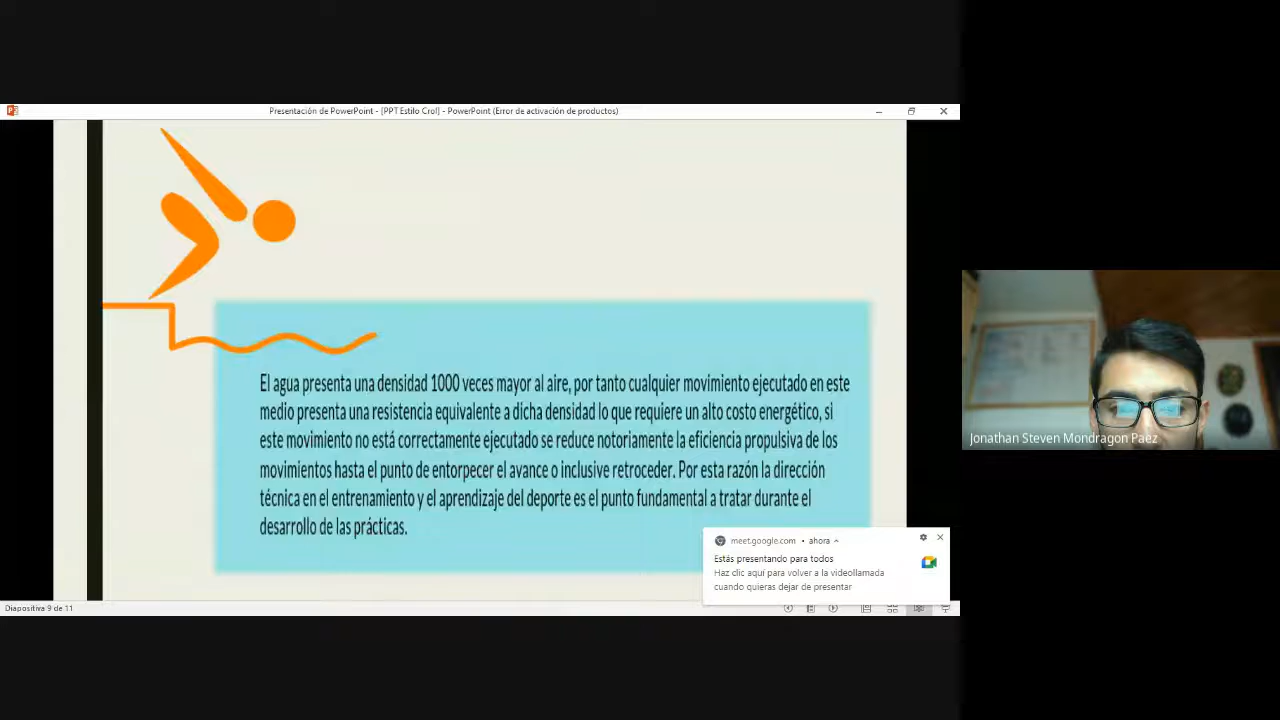 Presentación de PowerPoint - [PPT Estilo Crol] - PowerPoint (Error de activación de productos)
El agua presenta una densidad 1000 veces mayor al aire, por tanto cualquier movimiento ejecutado en este
medio presenta una resistencia equivalente a dicha densidad lo que requiere un alto costo energético, si
este movimiento no está correctamente ejecutado se reduce notoriamente la eficiencia propulsiva de los
movimientos hasta el punto de entorpecer el avance o inclusive retroceder. Por esta razón la dirección
técnica en el entrenamiento y el aprendizaje del deporte es el punto fundamental a tratar durante el
desarrollo de las prácticas.
meet.google.com • ahora
Estás presentando para todos
Haz clic aquí para volver a la videollamada
cuando quieras dejar de presentar
Diapositiva 9 de 11
Jonathan Steven Mondragon Paez